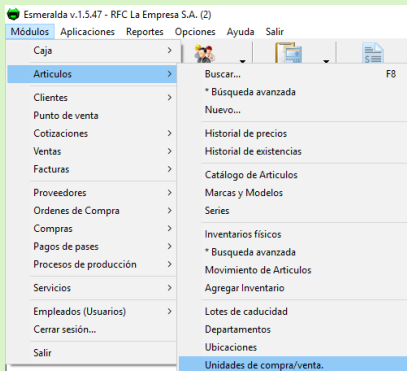 Esmeralda v.1.5.47 - RFC La Empresa S.A. (2)
Módulos Aplicaciones Reportes Opciones Ayuda Salir
Caja
Articulos
Clientes
Punto de venta
Cotizaciones
Ventas
Facturas
Proveedores
Ordenes de Compra
Compras
Pagos de pases
Procesos de producción
Servicios
Empleados (Usuarios)
Cerrar sesión...
Salir
Buscar... F8
* Búsqueda avanzada
Nuevo...
Historial de precios
Historial de existencias
Catálogo de Articulos
Marcas y Modelos
Series
Inventarios físicos
* Busqueda avanzada
Movimiento de Articulos
Agregar Inventario
Lotes de caducidad
Departamentos
Ubicaciones
Unidades de compra/venta.